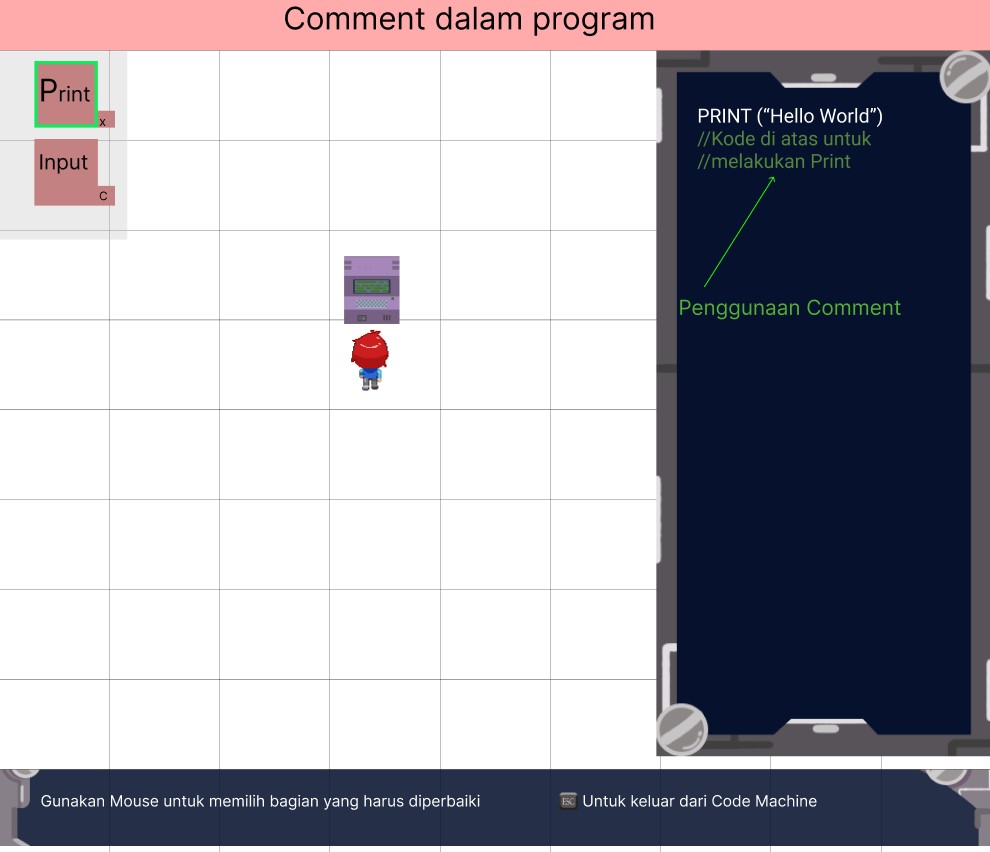 Comment dalam program
Print
x
Input
C
PRINT (“Hello World”)
//Kode di atas untuk
//melakukan Print
Penggunaan Comment
Gunakan Mouse untuk memilih bagian yang harus diperbaiki
ESC Untuk keluar dari Code Machine